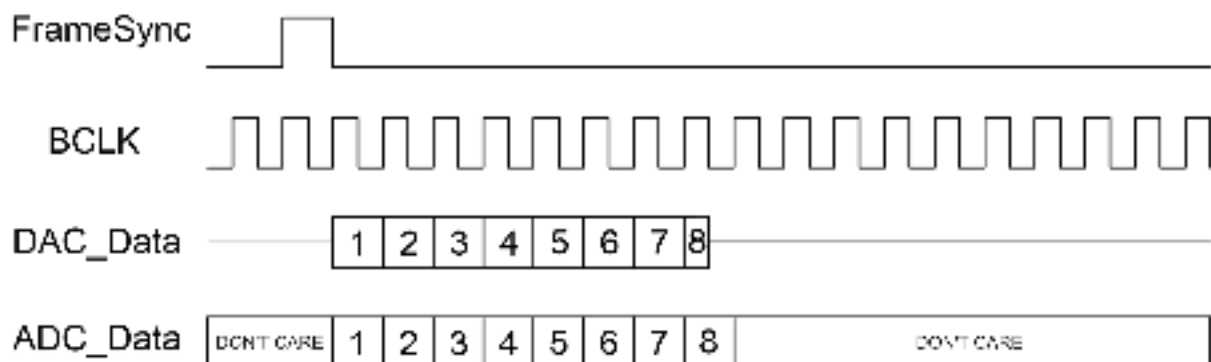 FrameSync
BCLK
DAC_Data 1 2 3 4 5 6 7 8
ADC_Data DON'T CARE 1 2 3 4 5 6 7 8 DON'T CARE